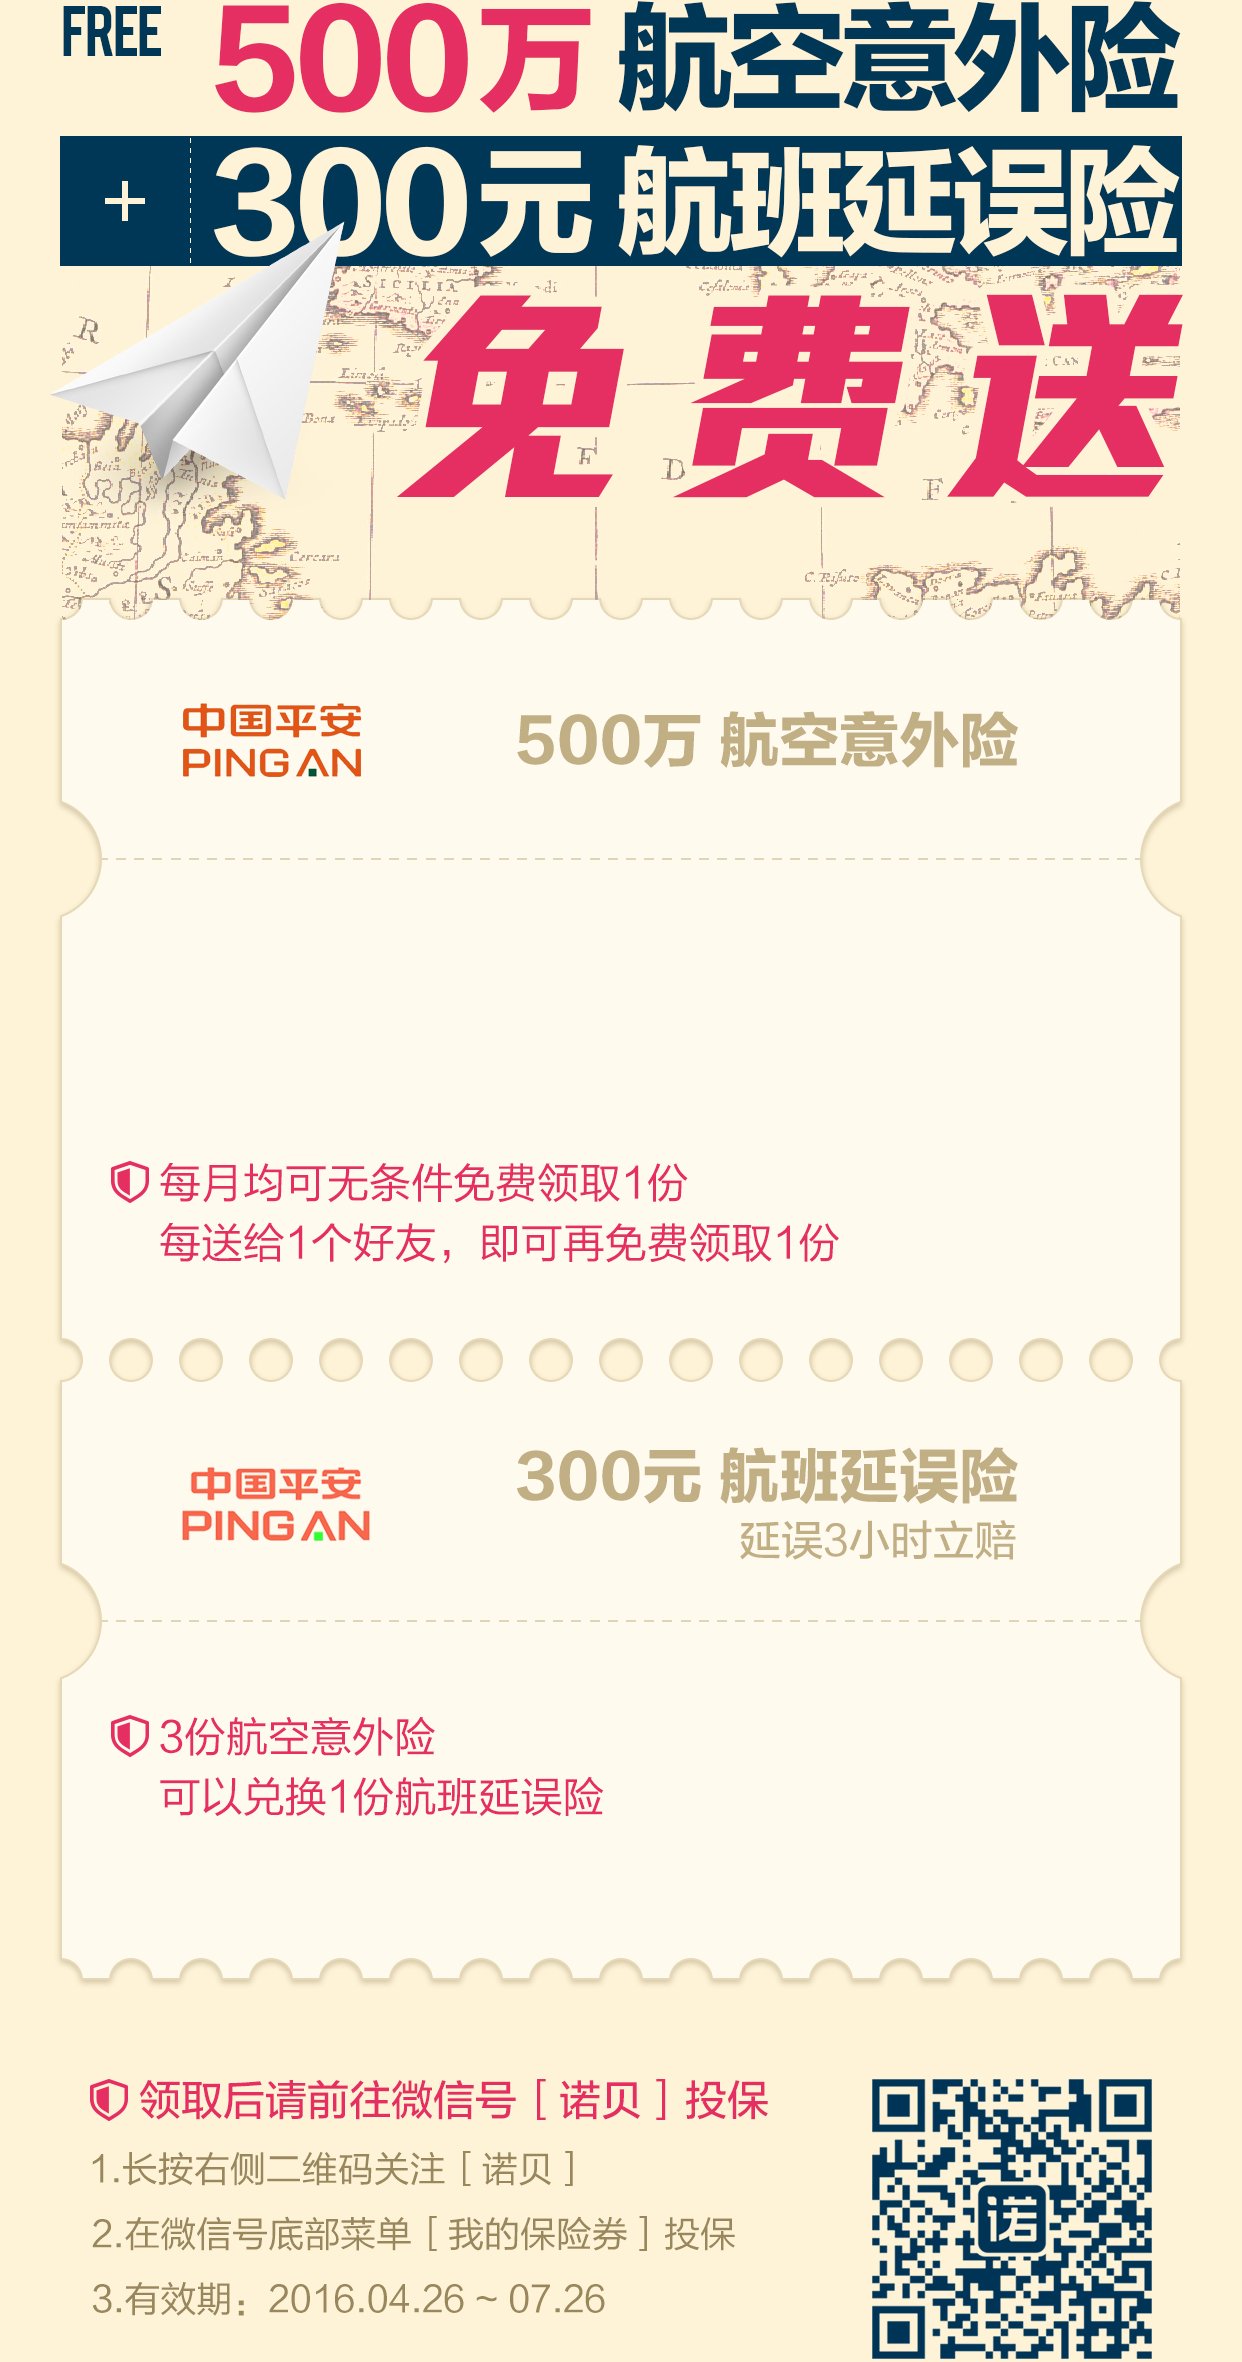 FREE 500万 航空意外险
+ 300元 航班延误险
SICILIA
R
免费送
F
D
F
C. Rifuto
S
中国平安
PING AN
500万 航空意外险
每月均可无条件免费领取1份
每送给1个好友，即可再免费领取1份
中国平安
PING AN
300元 航班延误险
延误3小时立赔
3份航空意外险
可以兑换1份航班延误险
领取后请前往微信号［诺贝］投保
1.长按右侧二维码关注［诺贝］
2.在微信号底部菜单［我的保险券］投保
3.有效期：2016.04.26 ~ 07.26
诺